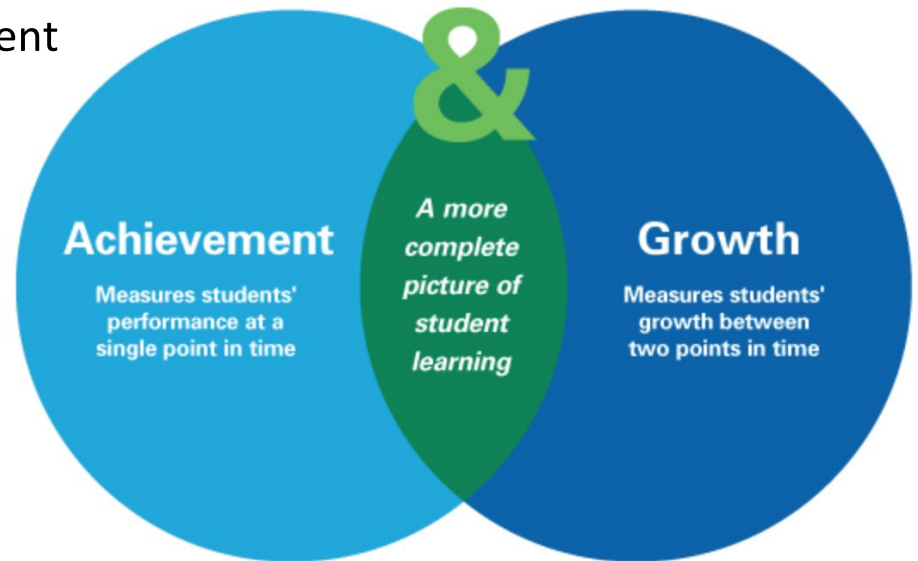 ent
&
Achievement
Measures students'
performance at a
single point in time
A more
complete
picture of
student
learning
Growth
Measures students'
growth between
two points in time